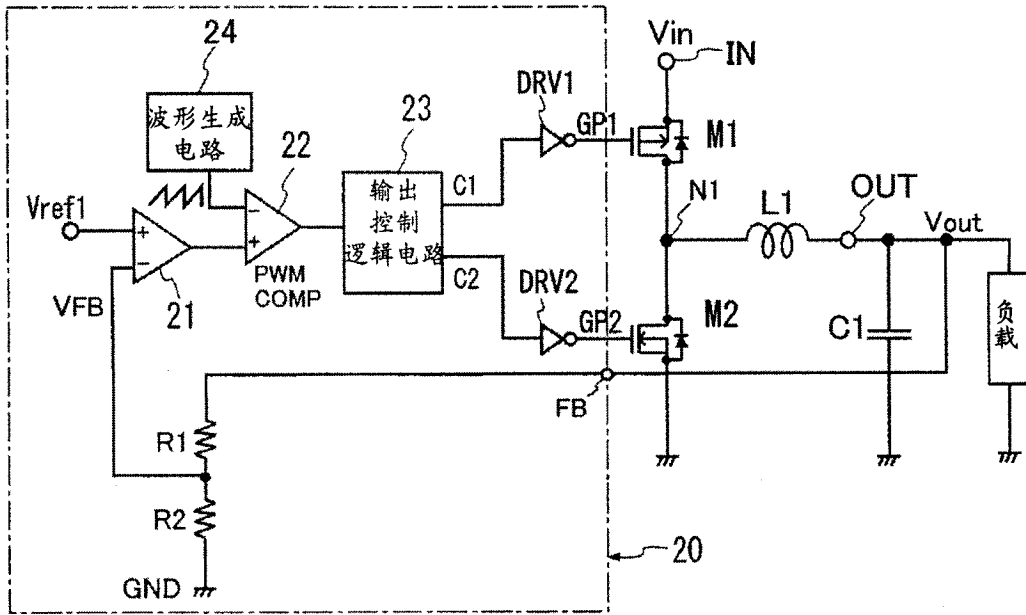 24
波形生成
电路
Vref1
+
−
21
VFB
22
−
+
PWM
COMP
23
输出
控制
逻辑电路
C1
C2
DRV1
GP1
DRV2
GP2
Vin
IN
M1
N1
L1
OUT
Vout
M2
C1
负
载
FB
R1
R2
GND
20